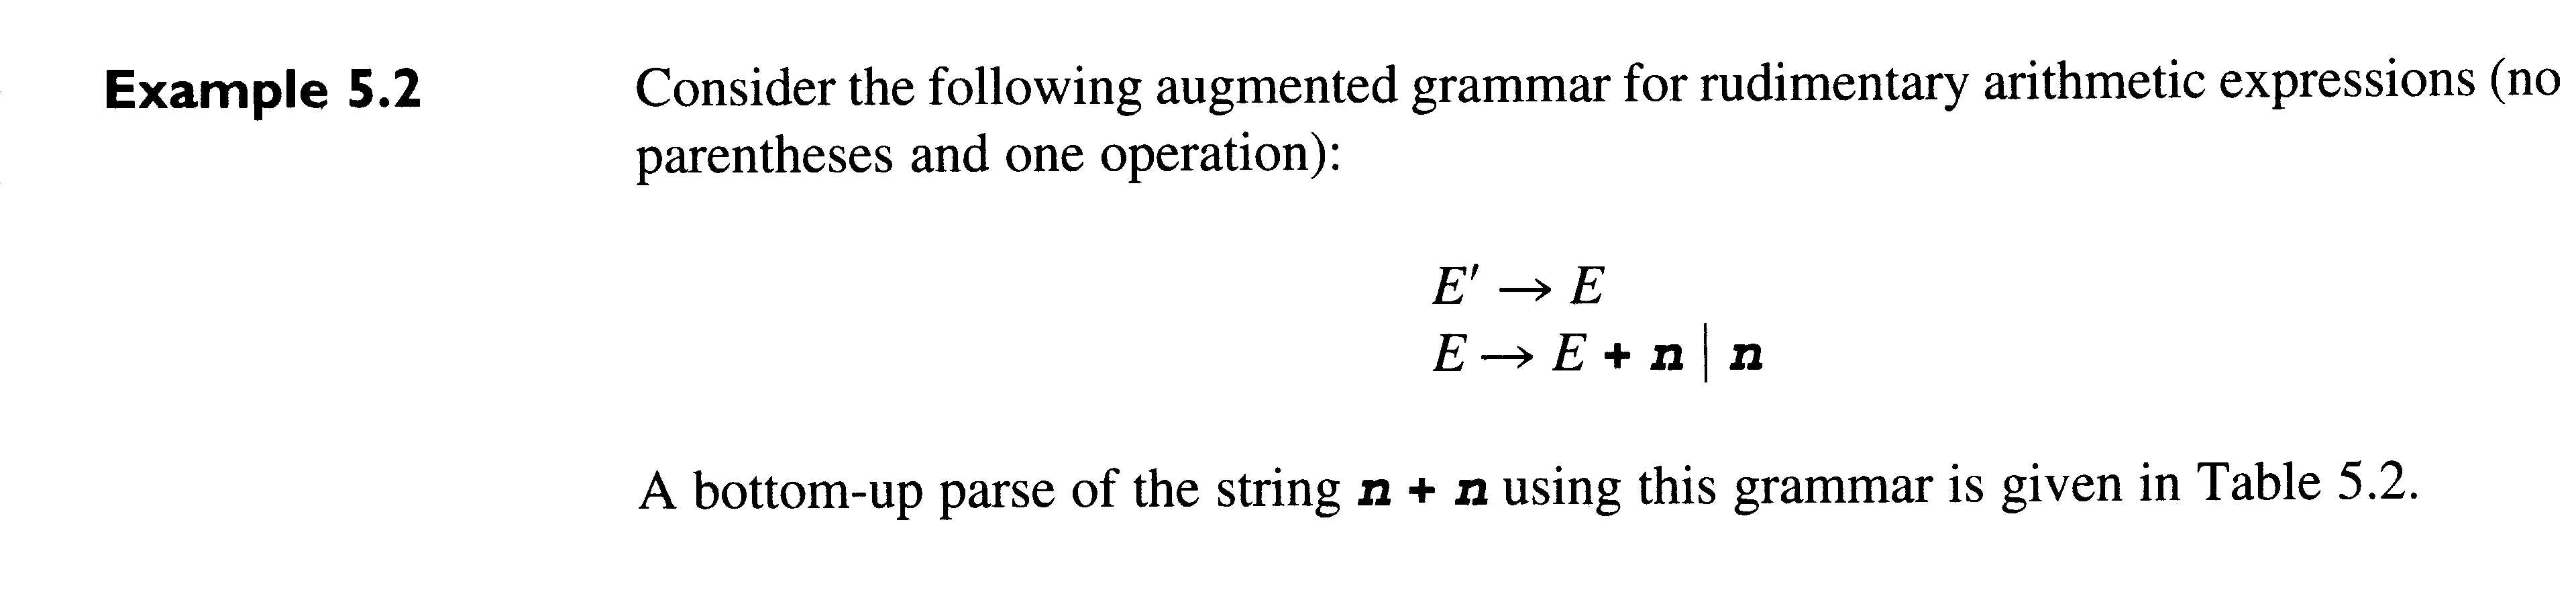 Example 5.2 Consider the following augmented grammar for rudimentary arithmetic expressions (no
parentheses and one operation):
E′ → E
E → E + n | n
A bottom-up parse of the string n + n using this grammar is given in Table 5.2.